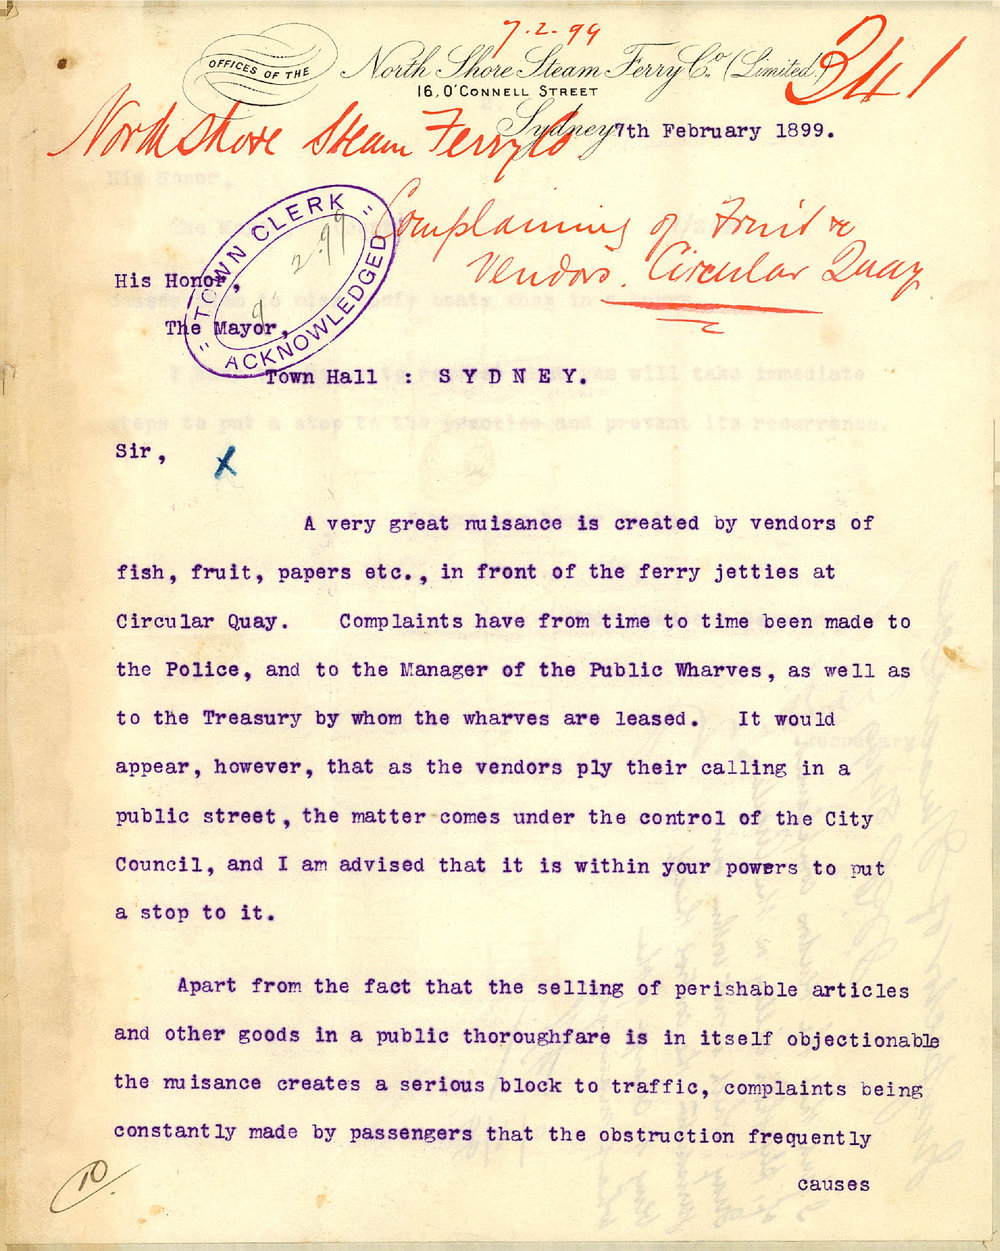 7.2.99
OFFICES OF THE
North Shore Steam Ferry Co. (Limited)
341
16, O'CONNELL STREET
Sydney 7th February 1899.
North Shore Steam Ferry Co
Complaining of Fruit &
Vendors. Circular Quay
"TOWN CLERK"
ACKNOWLEDGED
9 2.99
His Honor,
The Mayor,
Town Hall : S Y D N E Y.
Sir,
x
A very great nuisance is created by vendors of
fish, fruit, papers etc., in front of the ferry jetties at
Circular Quay. Complaints have from time to time been made to
the Police, and to the Manager of the Public Wharves, as well as
to the Treasury by whom the wharves are leased. It would
appear, however, that as the vendors ply their calling in a
public street, the matter comes under the control of the City
Council, and I am advised that it is within your powers to put
a stop to it.
Apart from the fact that the selling of perishable articles
and other goods in a public thoroughfare is in itself objectionable
the nuisance creates a serious block to traffic, complaints being
constantly made by passengers that the obstruction frequently
causes
10